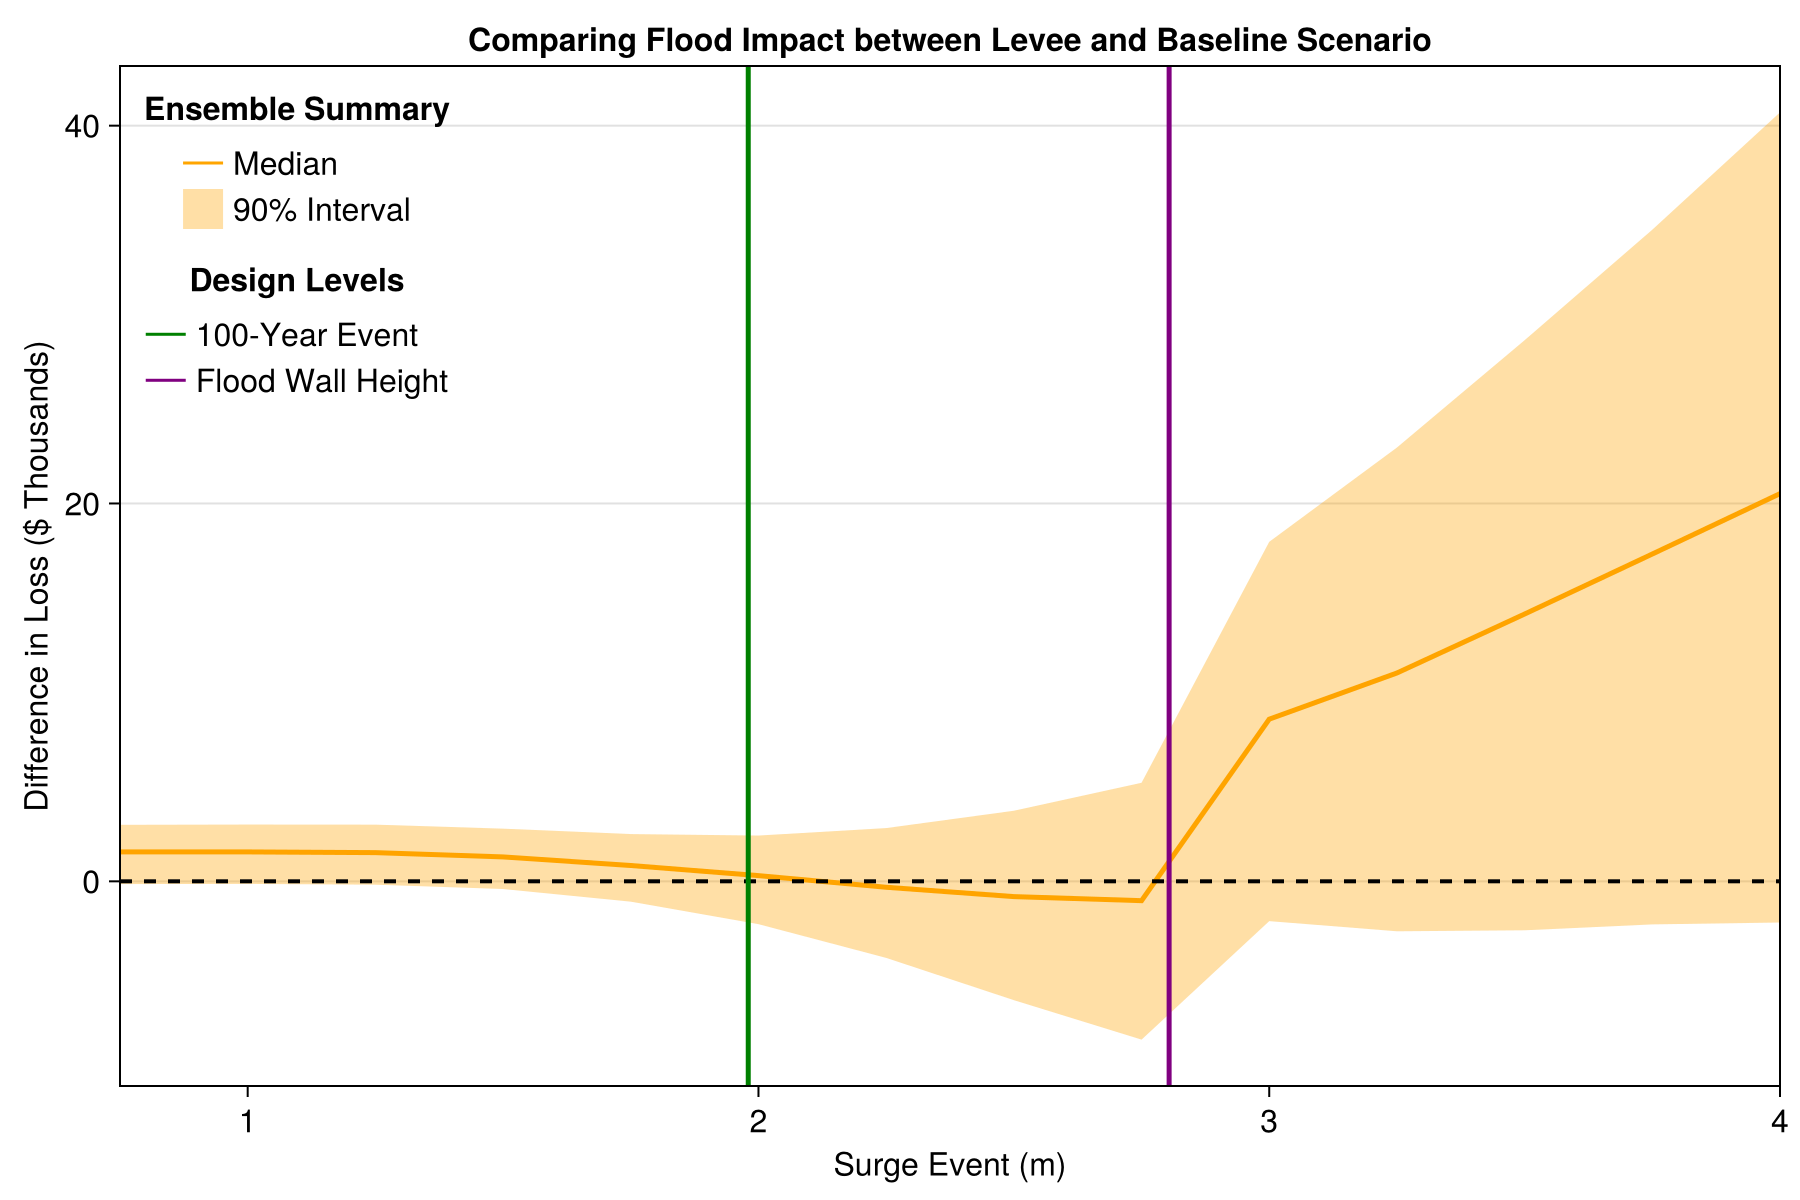 Comparing Flood Impact between Levee and Baseline Scenario
Ensemble Summary
Median
90% Interval
Design Levels
100-Year Event
Flood Wall Height
Difference in Loss ($ Thousands)
40
20
0
1
2
3
4
Surge Event (m)